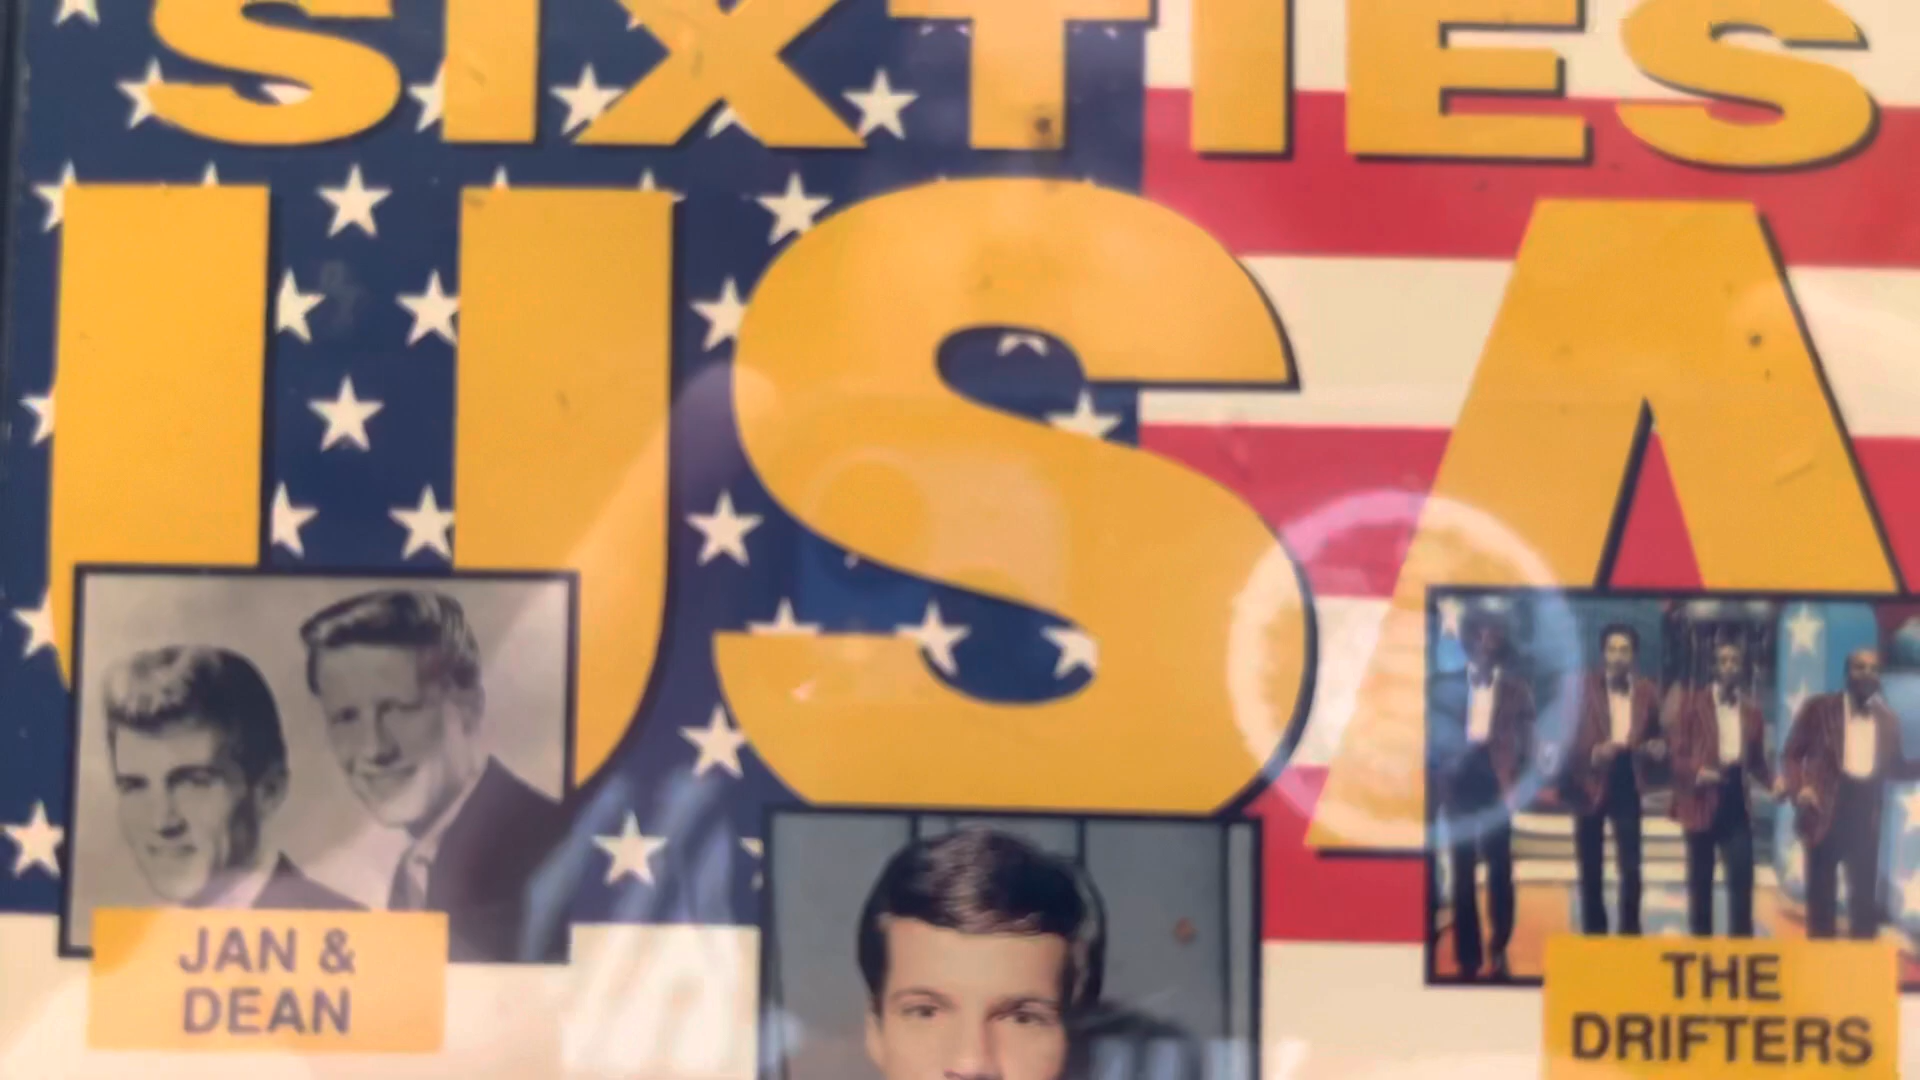 SIXTIES
USA
JAN &
DEAN
THE
DRIFTERS